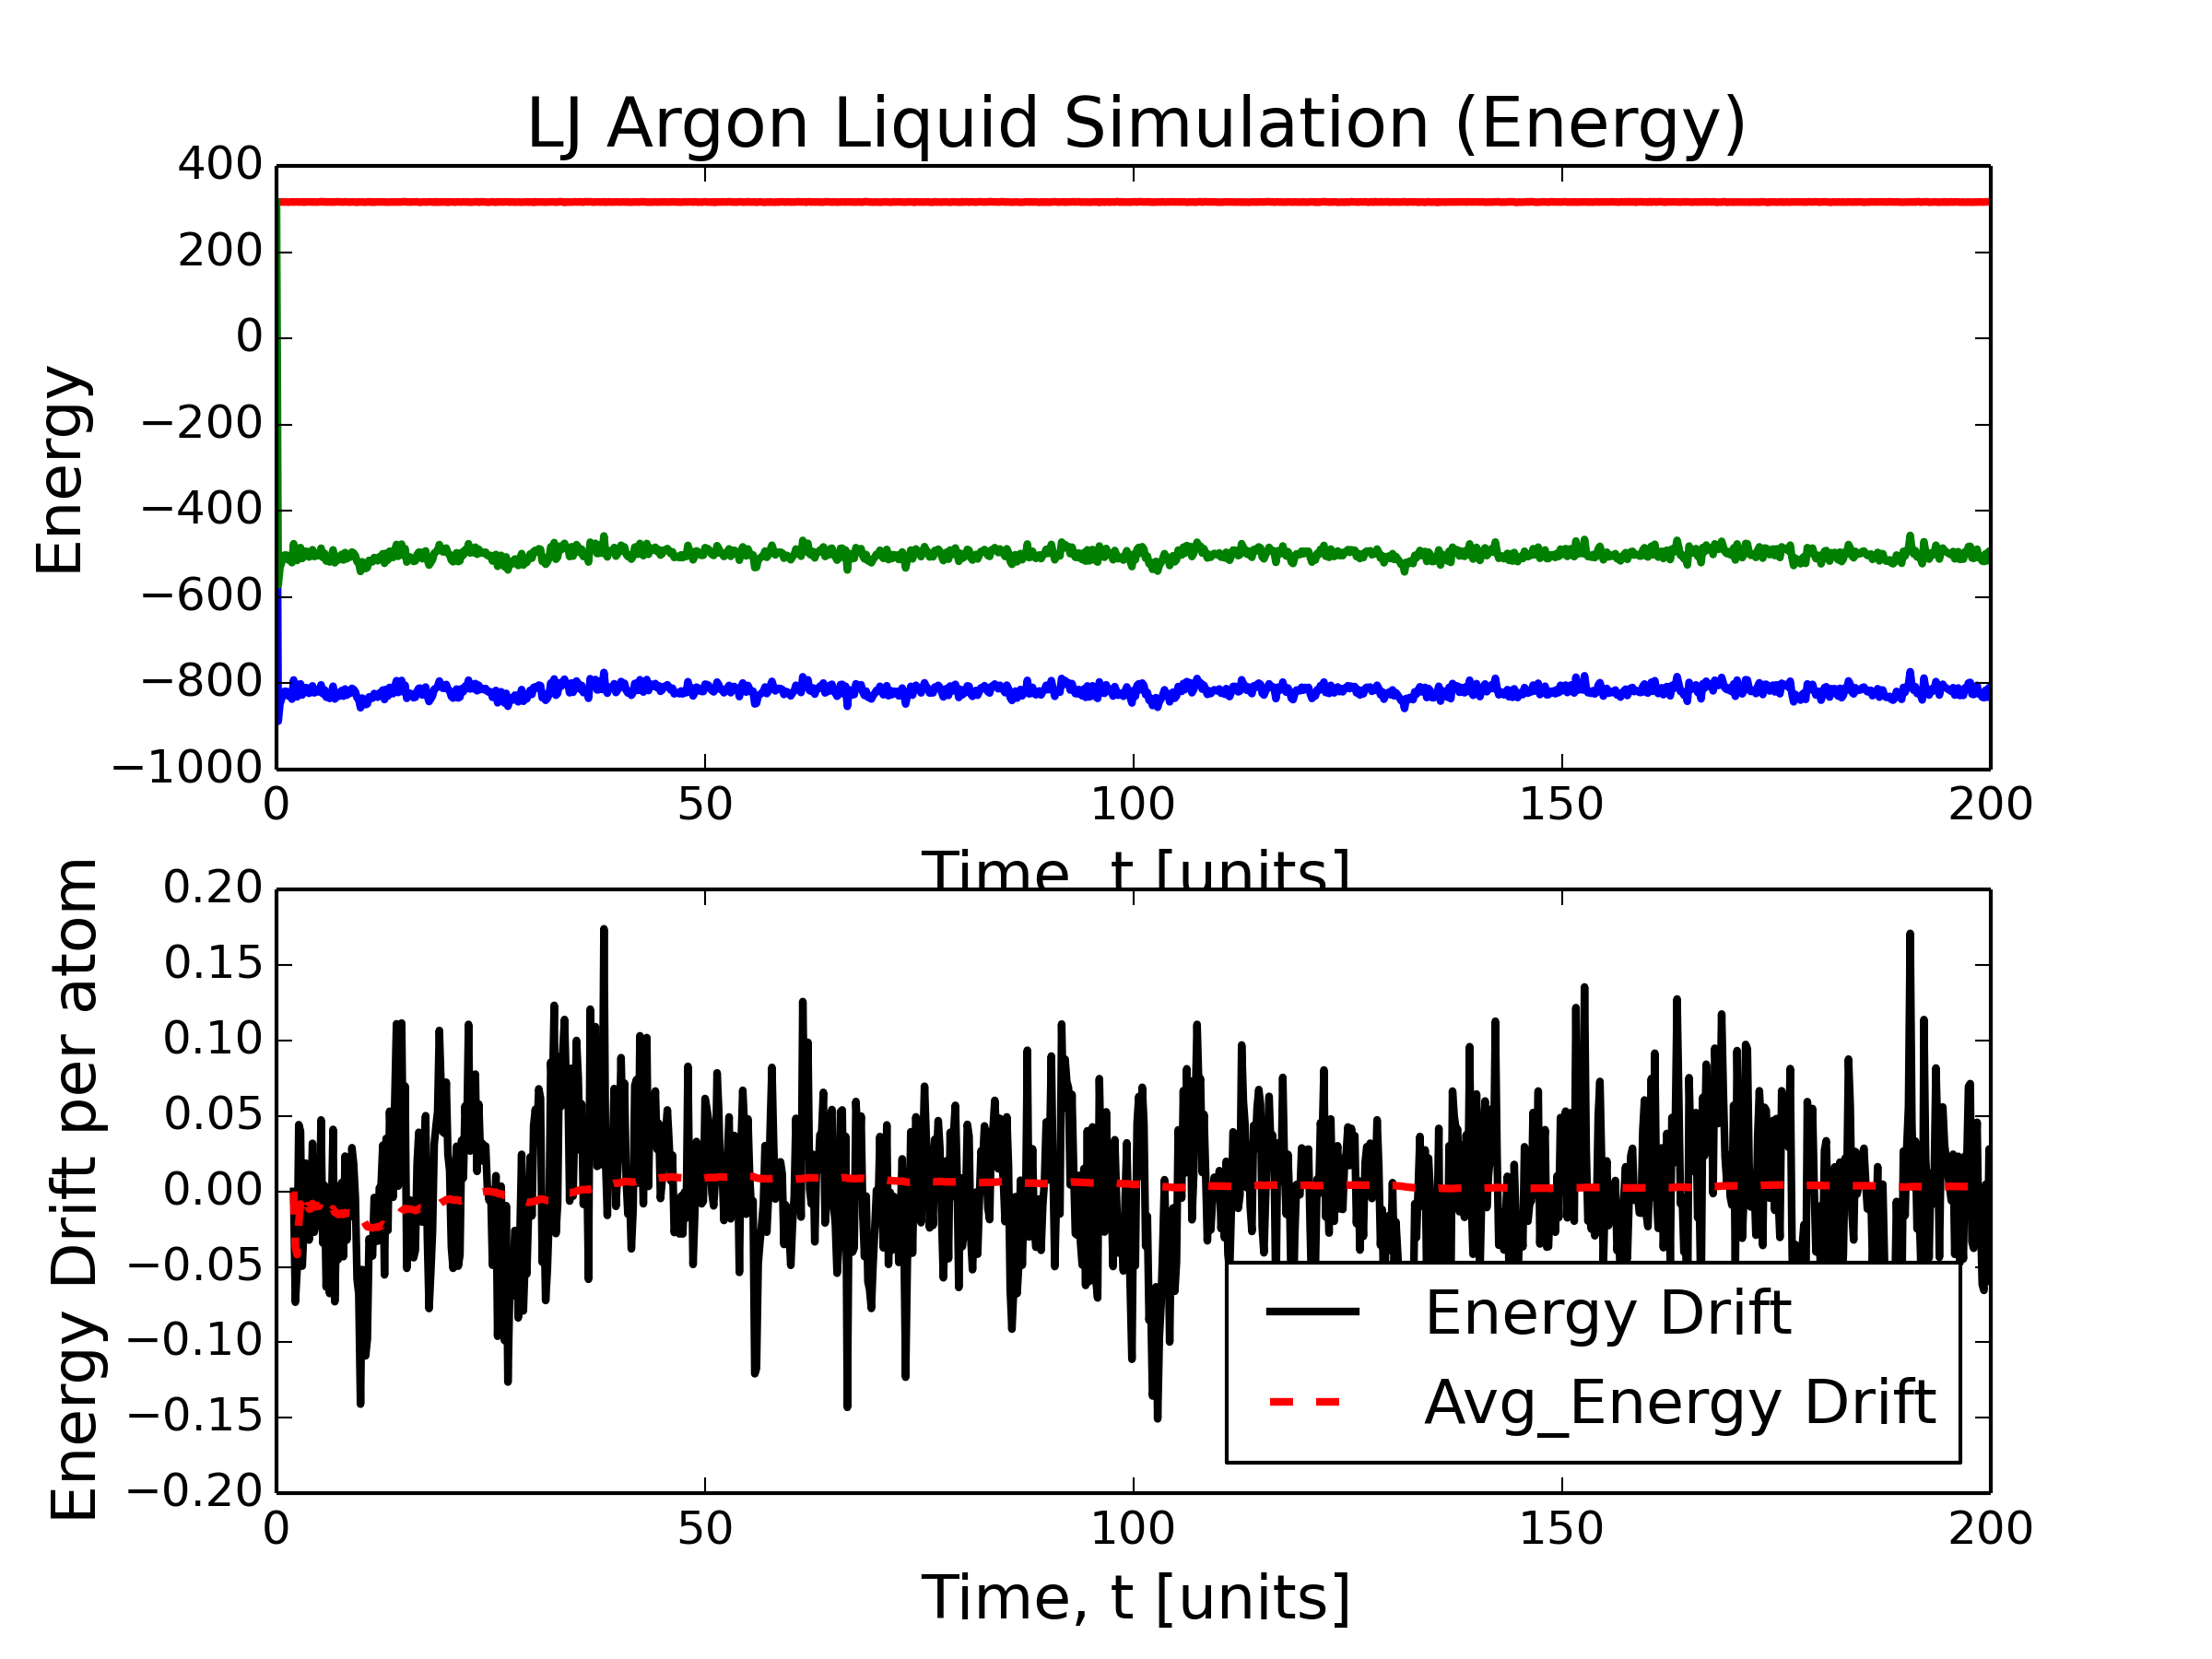 LJ Argon Liquid Simulation (Energy)
400
200
0
−200
−400
−600
−800
−1000
Energy
0 50 100 150 200
Time, t [units]
0.20
0.15
0.10
0.05
0.00
−0.05
−0.10
−0.15
−0.20
Energy Drift per atom
Energy Drift
Avg_Energy Drift
0 50 100 150 200
Time, t [units]